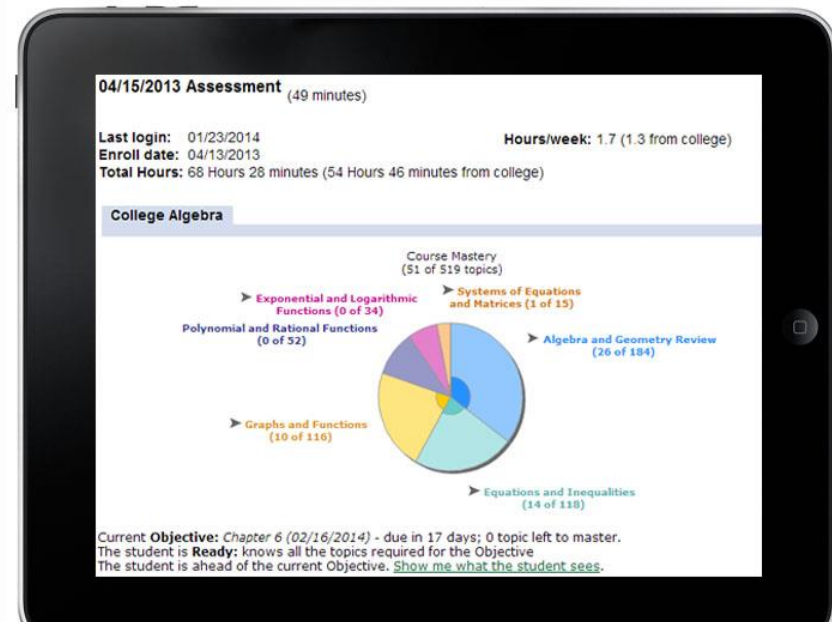 04/15/2013 Assessment (49 minutes)
Last login: 01/23/2014
Hours/week: 1.7 (1.3 from college)
Enroll date: 04/13/2013
Total Hours: 68 Hours 28 minutes (54 Hours 46 minutes from college)
College Algebra
Course Mastery
(51 of 519 topics)
➤ Systems of Equations
and Matrices (1 of 15)
➤ Exponential and Logarithmic
Functions (0 of 34)
Polynomial and Rational Functions
(0 of 52)
➤ Algebra and Geometry Review
(26 of 184)
➤ Graphs and Functions
(10 of 116)
➤ Equations and Inequalities
(14 of 118)
Current Objective: Chapter 6 (02/16/2014) - due in 17 days; 0 topic left to master.
The student is Ready: knows all the topics required for the Objective
The student is ahead of the current Objective. Show me what the student sees.